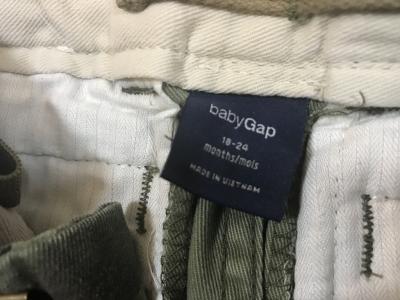 babyGap
18-24
months/mois
MADE IN VIETNAM